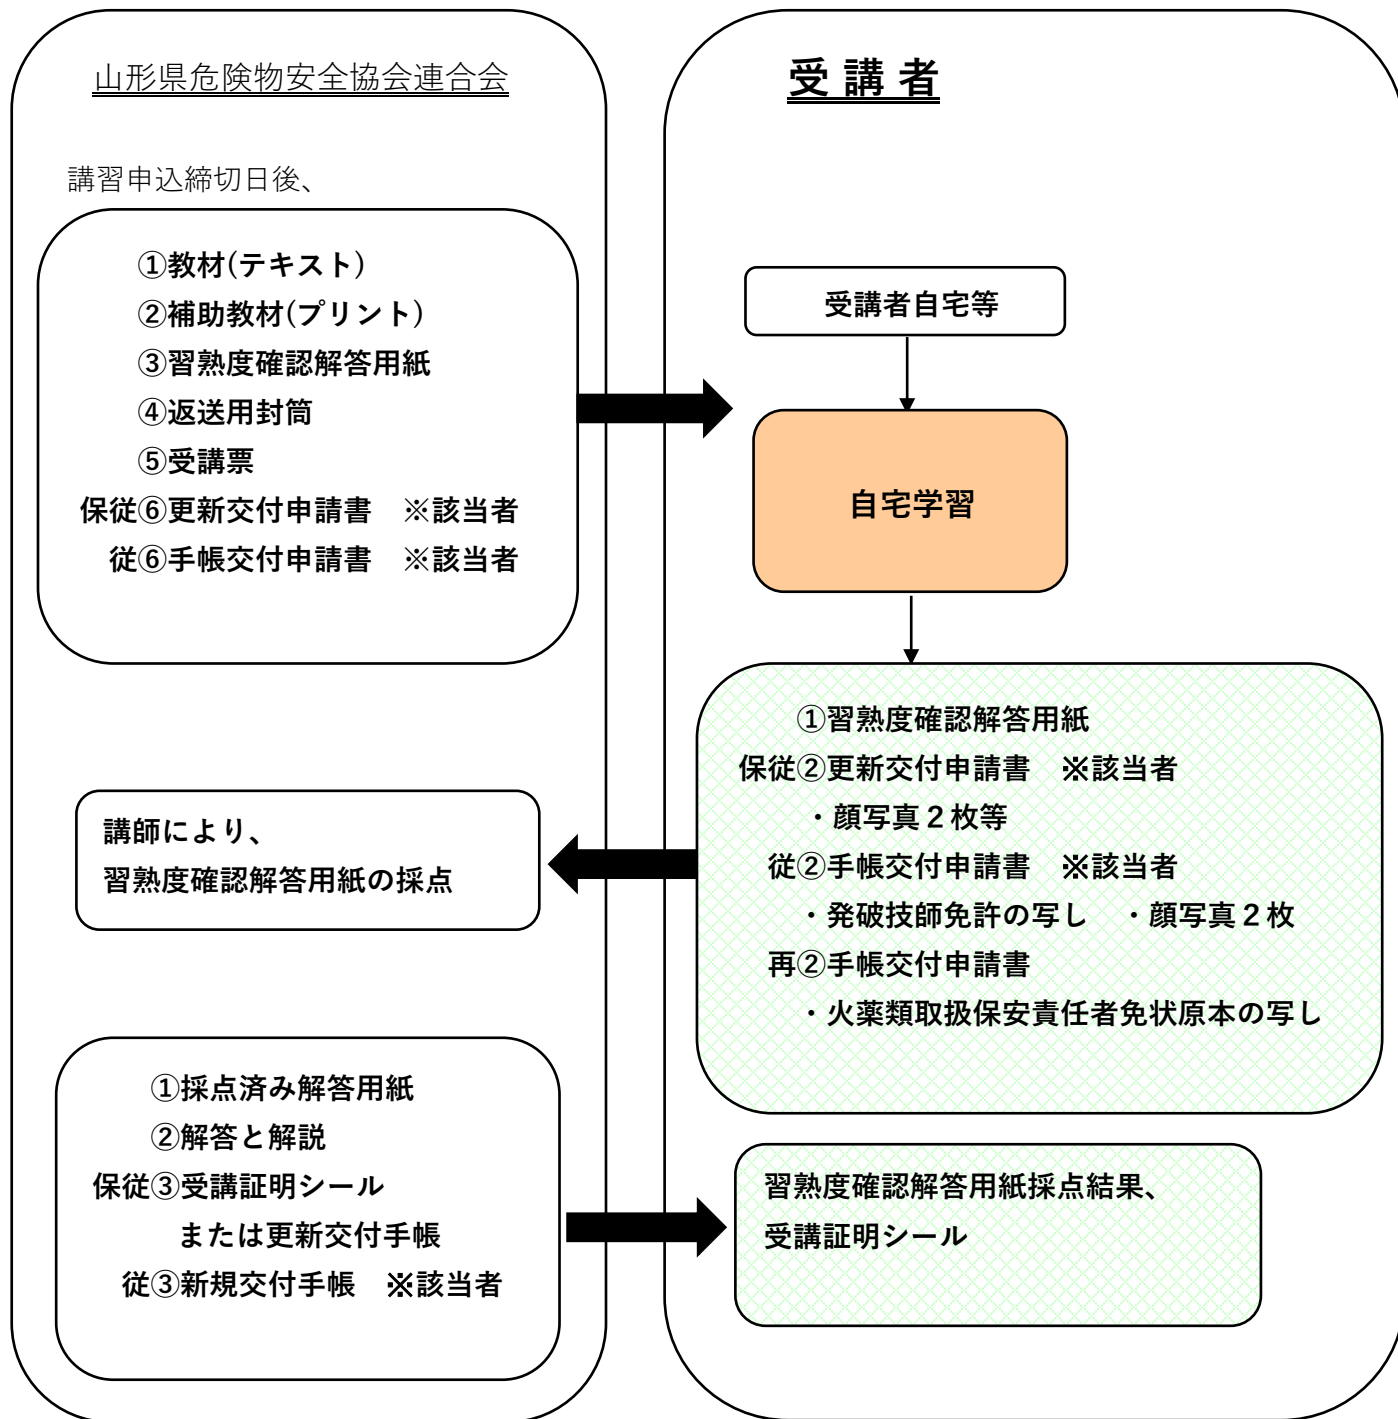 山形県危険物安全協会連合会
講習申込締切日後、
①教材(テキスト)
②補助教材(プリント)
③習熟度確認解答用紙
④返送用封筒
⑤受講票
保従⑥更新交付申請書　※該当者
従⑥手帳交付申請書　※該当者
講師により、
習熟度確認解答用紙の採点
①採点済み解答用紙
②解答と解説
保従③受講証明シール
または更新交付手帳
従③新規交付手帳　※該当者
受 講 者
受講者自宅等
自宅学習
①習熟度確認解答用紙
保従②更新交付申請書　※該当者
・顔写真２枚等
従②手帳交付申請書　※該当者
・発破技師免許の写し　・顔写真２枚
再②手帳交付申請書
・火薬類取扱保安責任者免状原本の写し
習熟度確認解答用紙採点結果、
受講証明シール